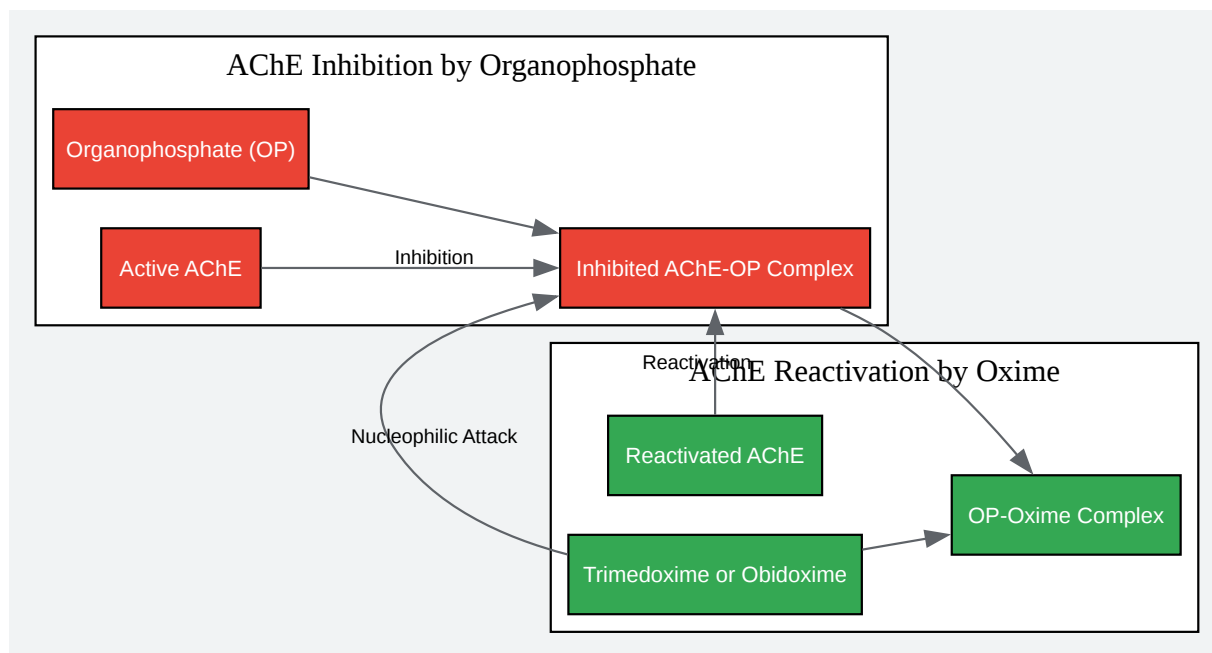 AChE Inhibition by Organophosphate
Organophosphate (OP)
Active AChE
Inhibition
Inhibited AChE-OP Complex
Reactivation
AChE Reactivation by Oxime
Nucleophilic Attack
Reactivated AChE
OP-Oxime Complex
Trimedoxime or Obidoxime